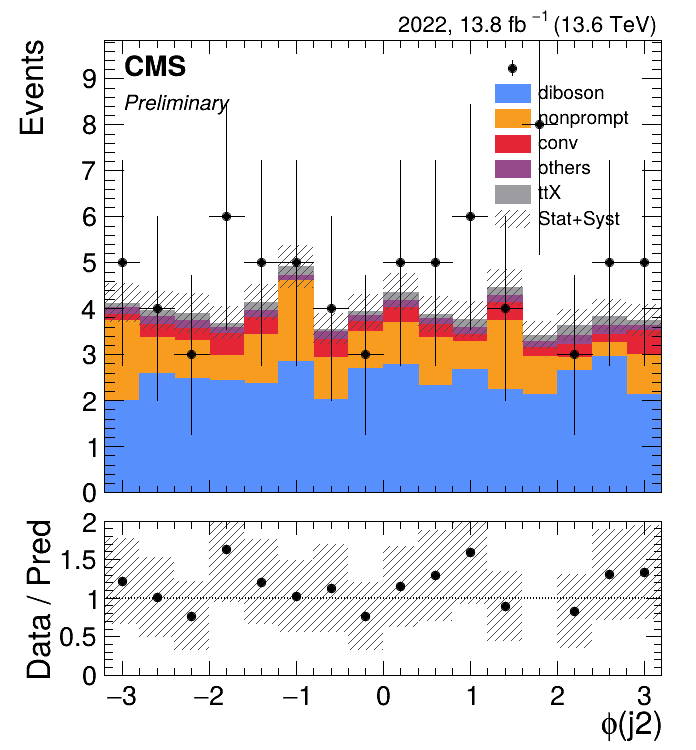 2022, 13.8 fb⁻¹ (13.6 TeV)
CMS
Preliminary
Events
9
8
7
6
5
4
3
2
1
0
diboson
nonprompt
conv
others
ttX
Stat+Syst
Data / Pred
2
1.5
1
0.5
0
−3 −2 −1 0 1 2 3
ϕ(j2)